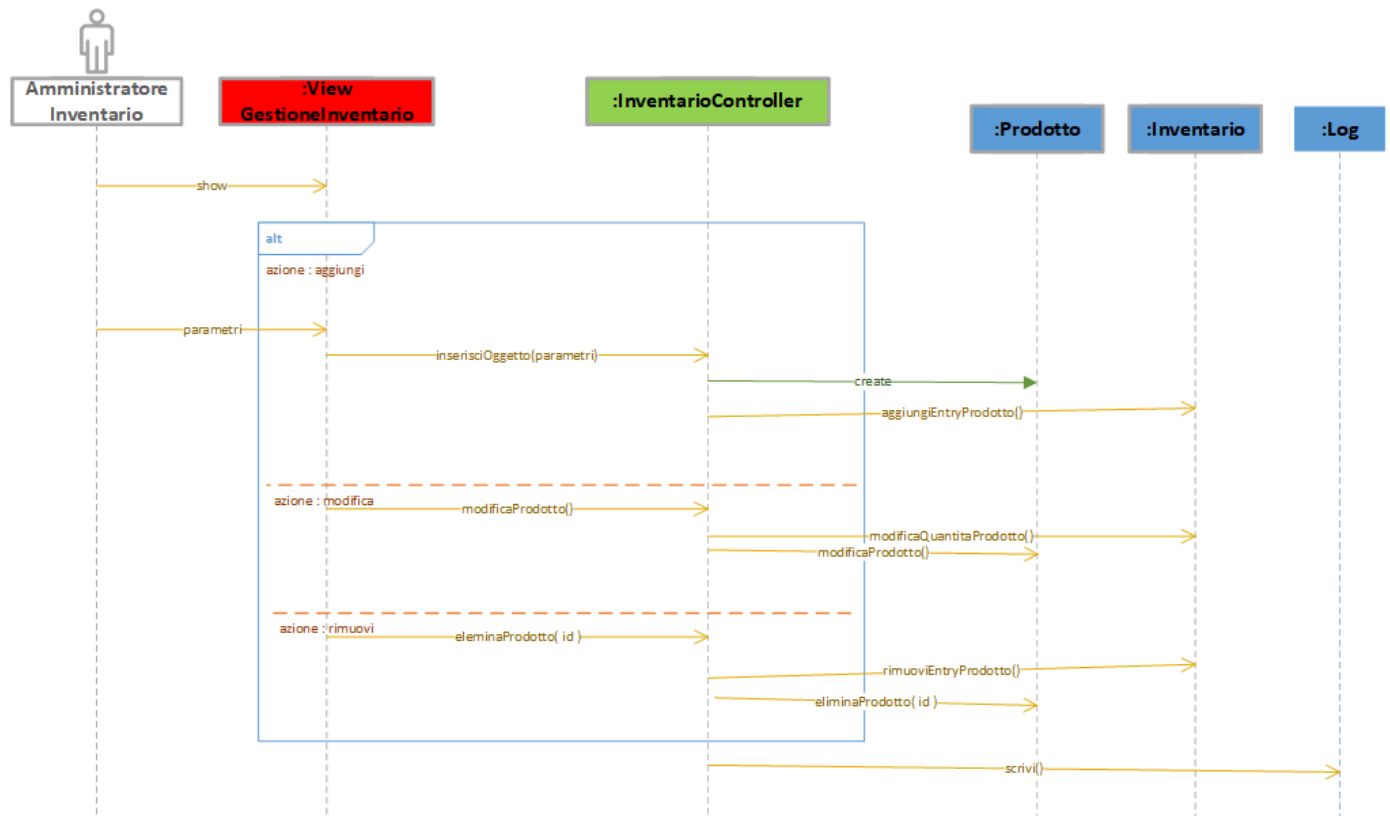 Amministratore
Inventario
:View
GestioneInventario
:InventarioController
:Prodotto
:Inventario
:Log
show
alt
azione : aggiungi
parametri
inserisciOggetto(parametri)
create
aggiungiEntryProdotto()
azione : modifica
modificaProdotto()
modificaQuantitaProdotto()
modificaProdotto()
azione : rimuovi
eleminaProdotto( id )
rimuoviEntryProdotto()
eliminaProdotto( id )
scrivi()